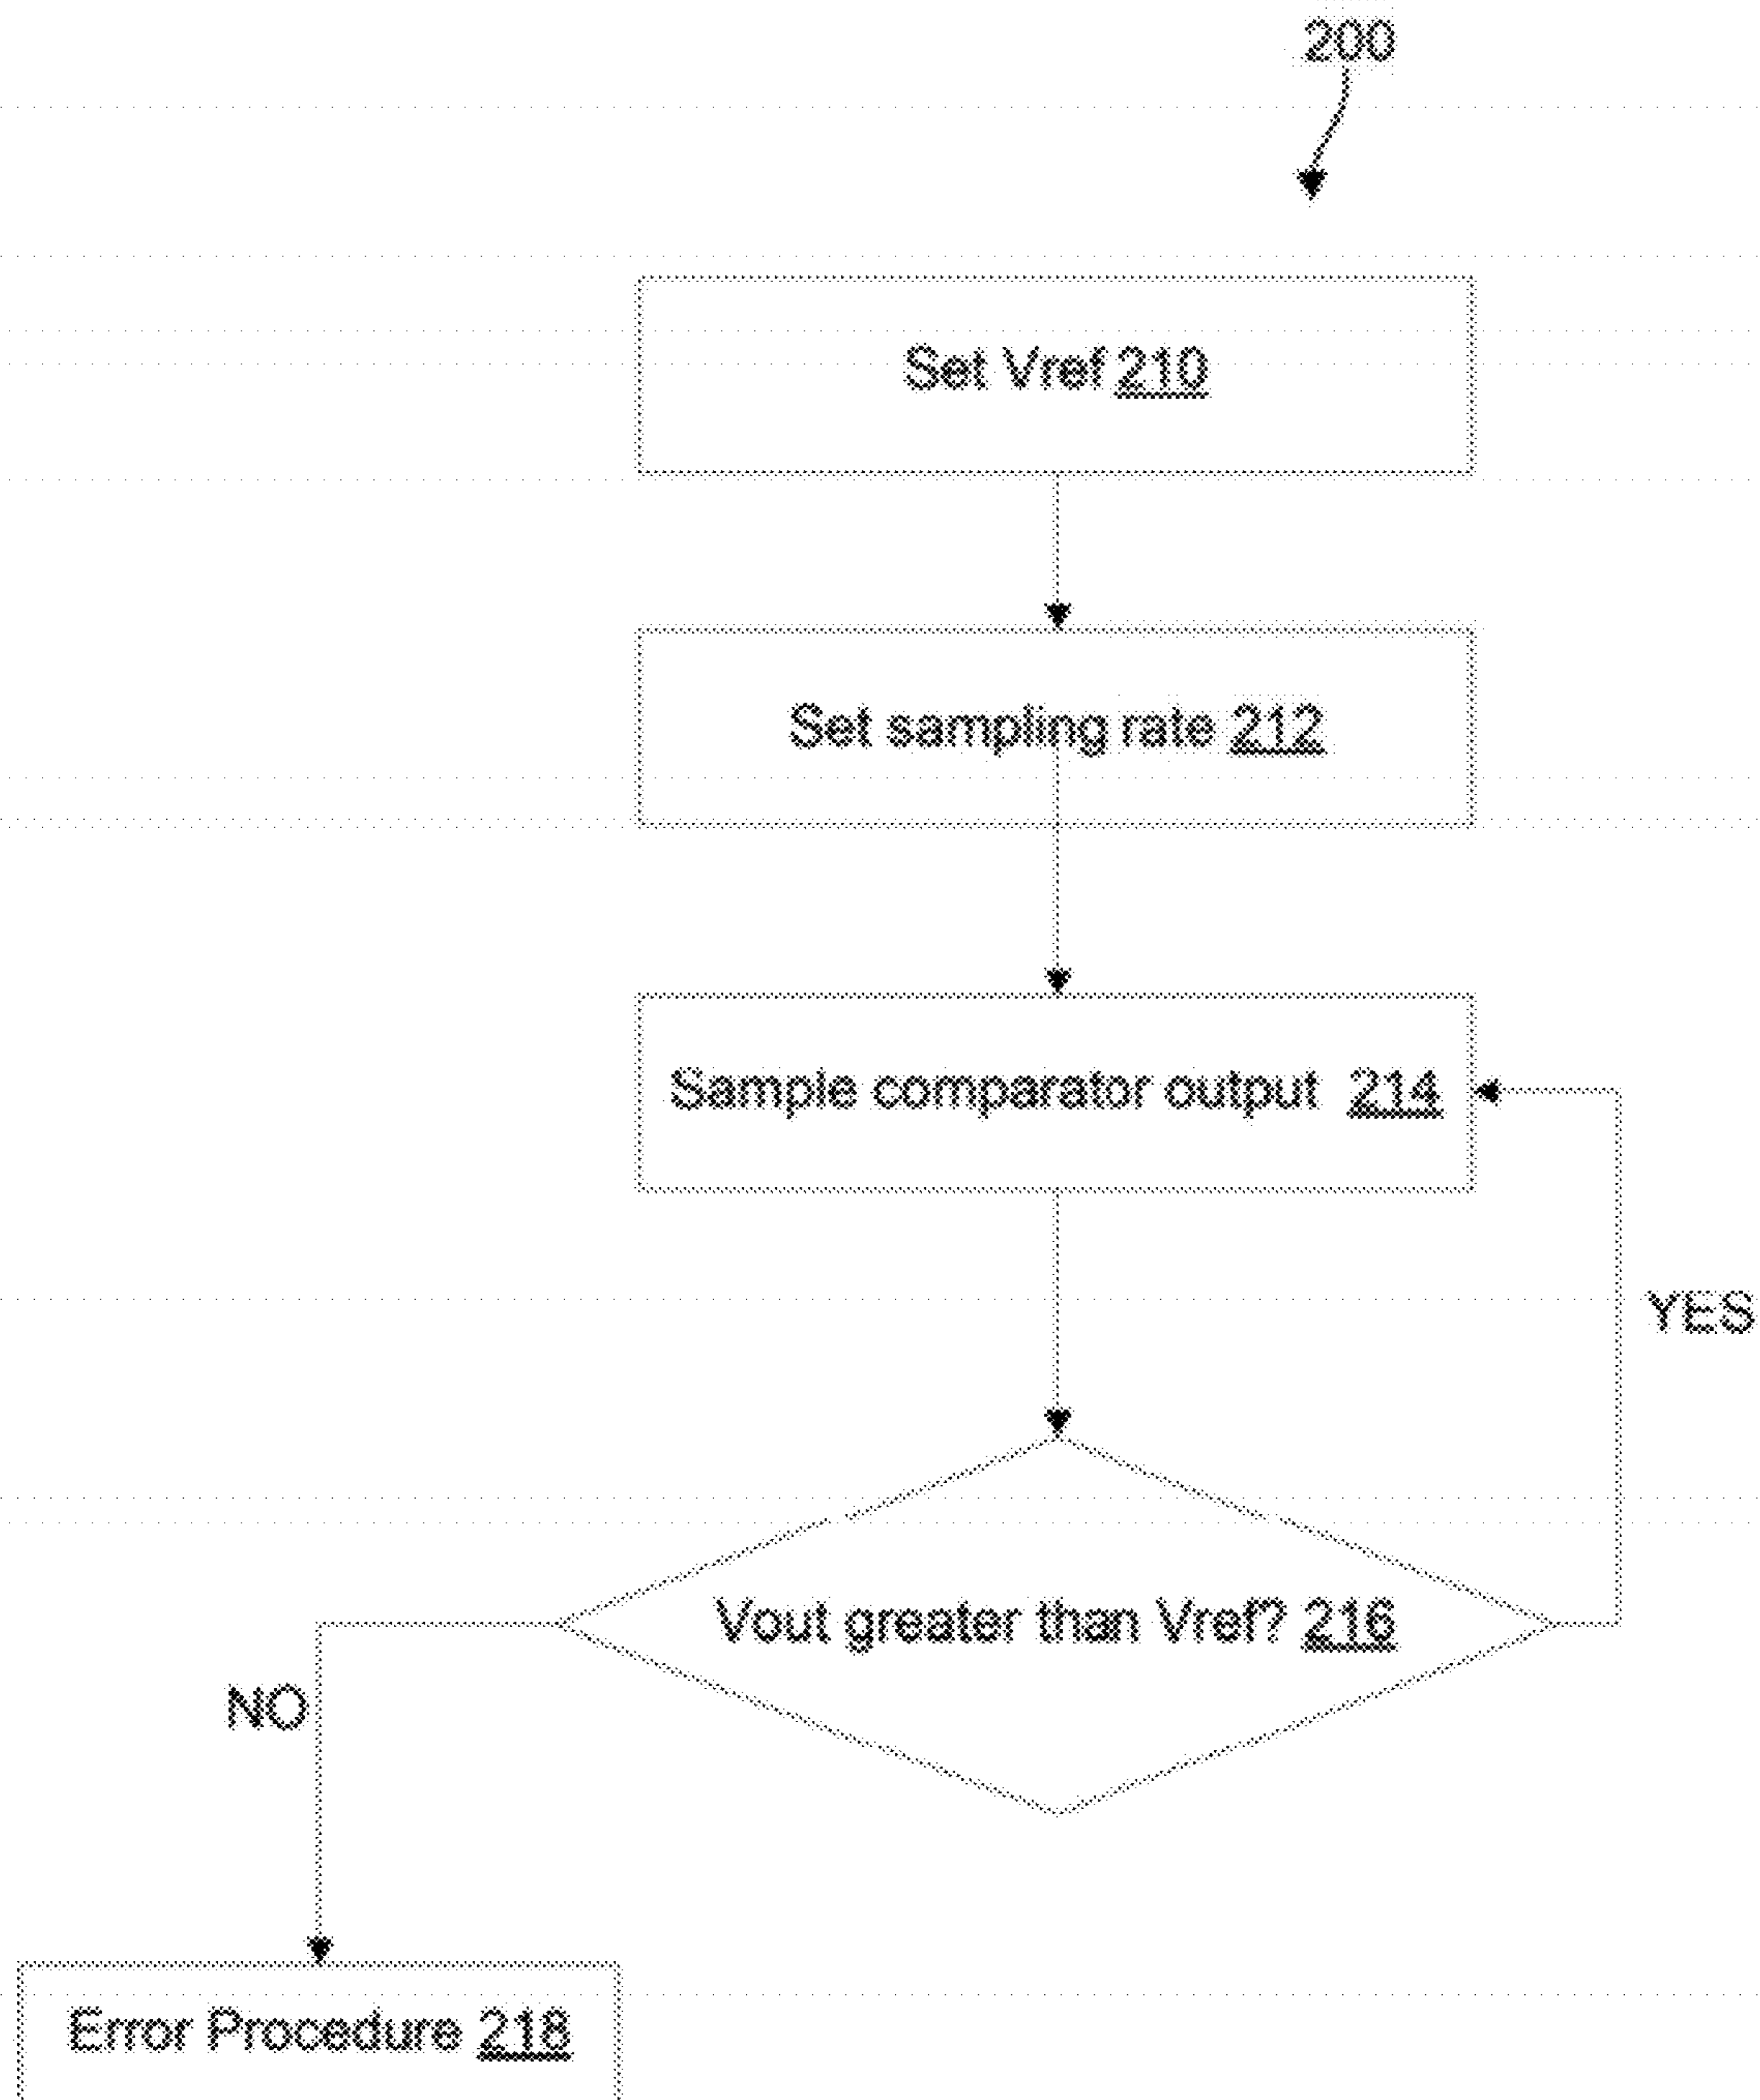 200
Set Vref 210
Set sampling rate 212
Sample comparator output 214
YES
Vout greater than Vref? 216
NO
Error Procedure 218